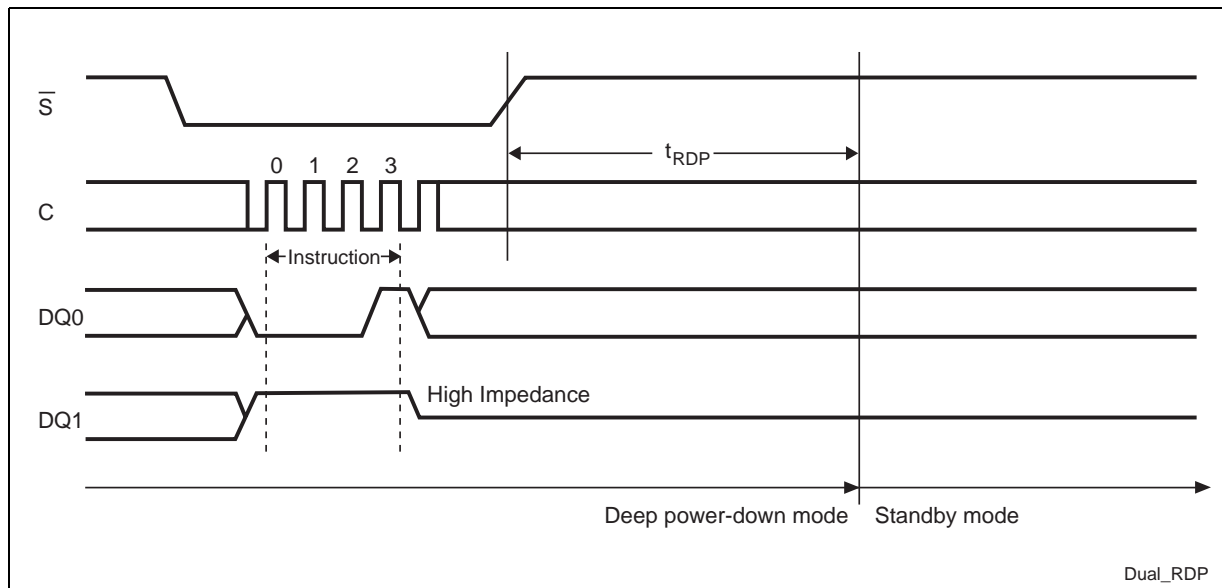 S
t_RDP
0 1 2 3
C
Instruction
DQ0
High Impedance
DQ1
Deep power-down mode Standby mode
Dual_RDP